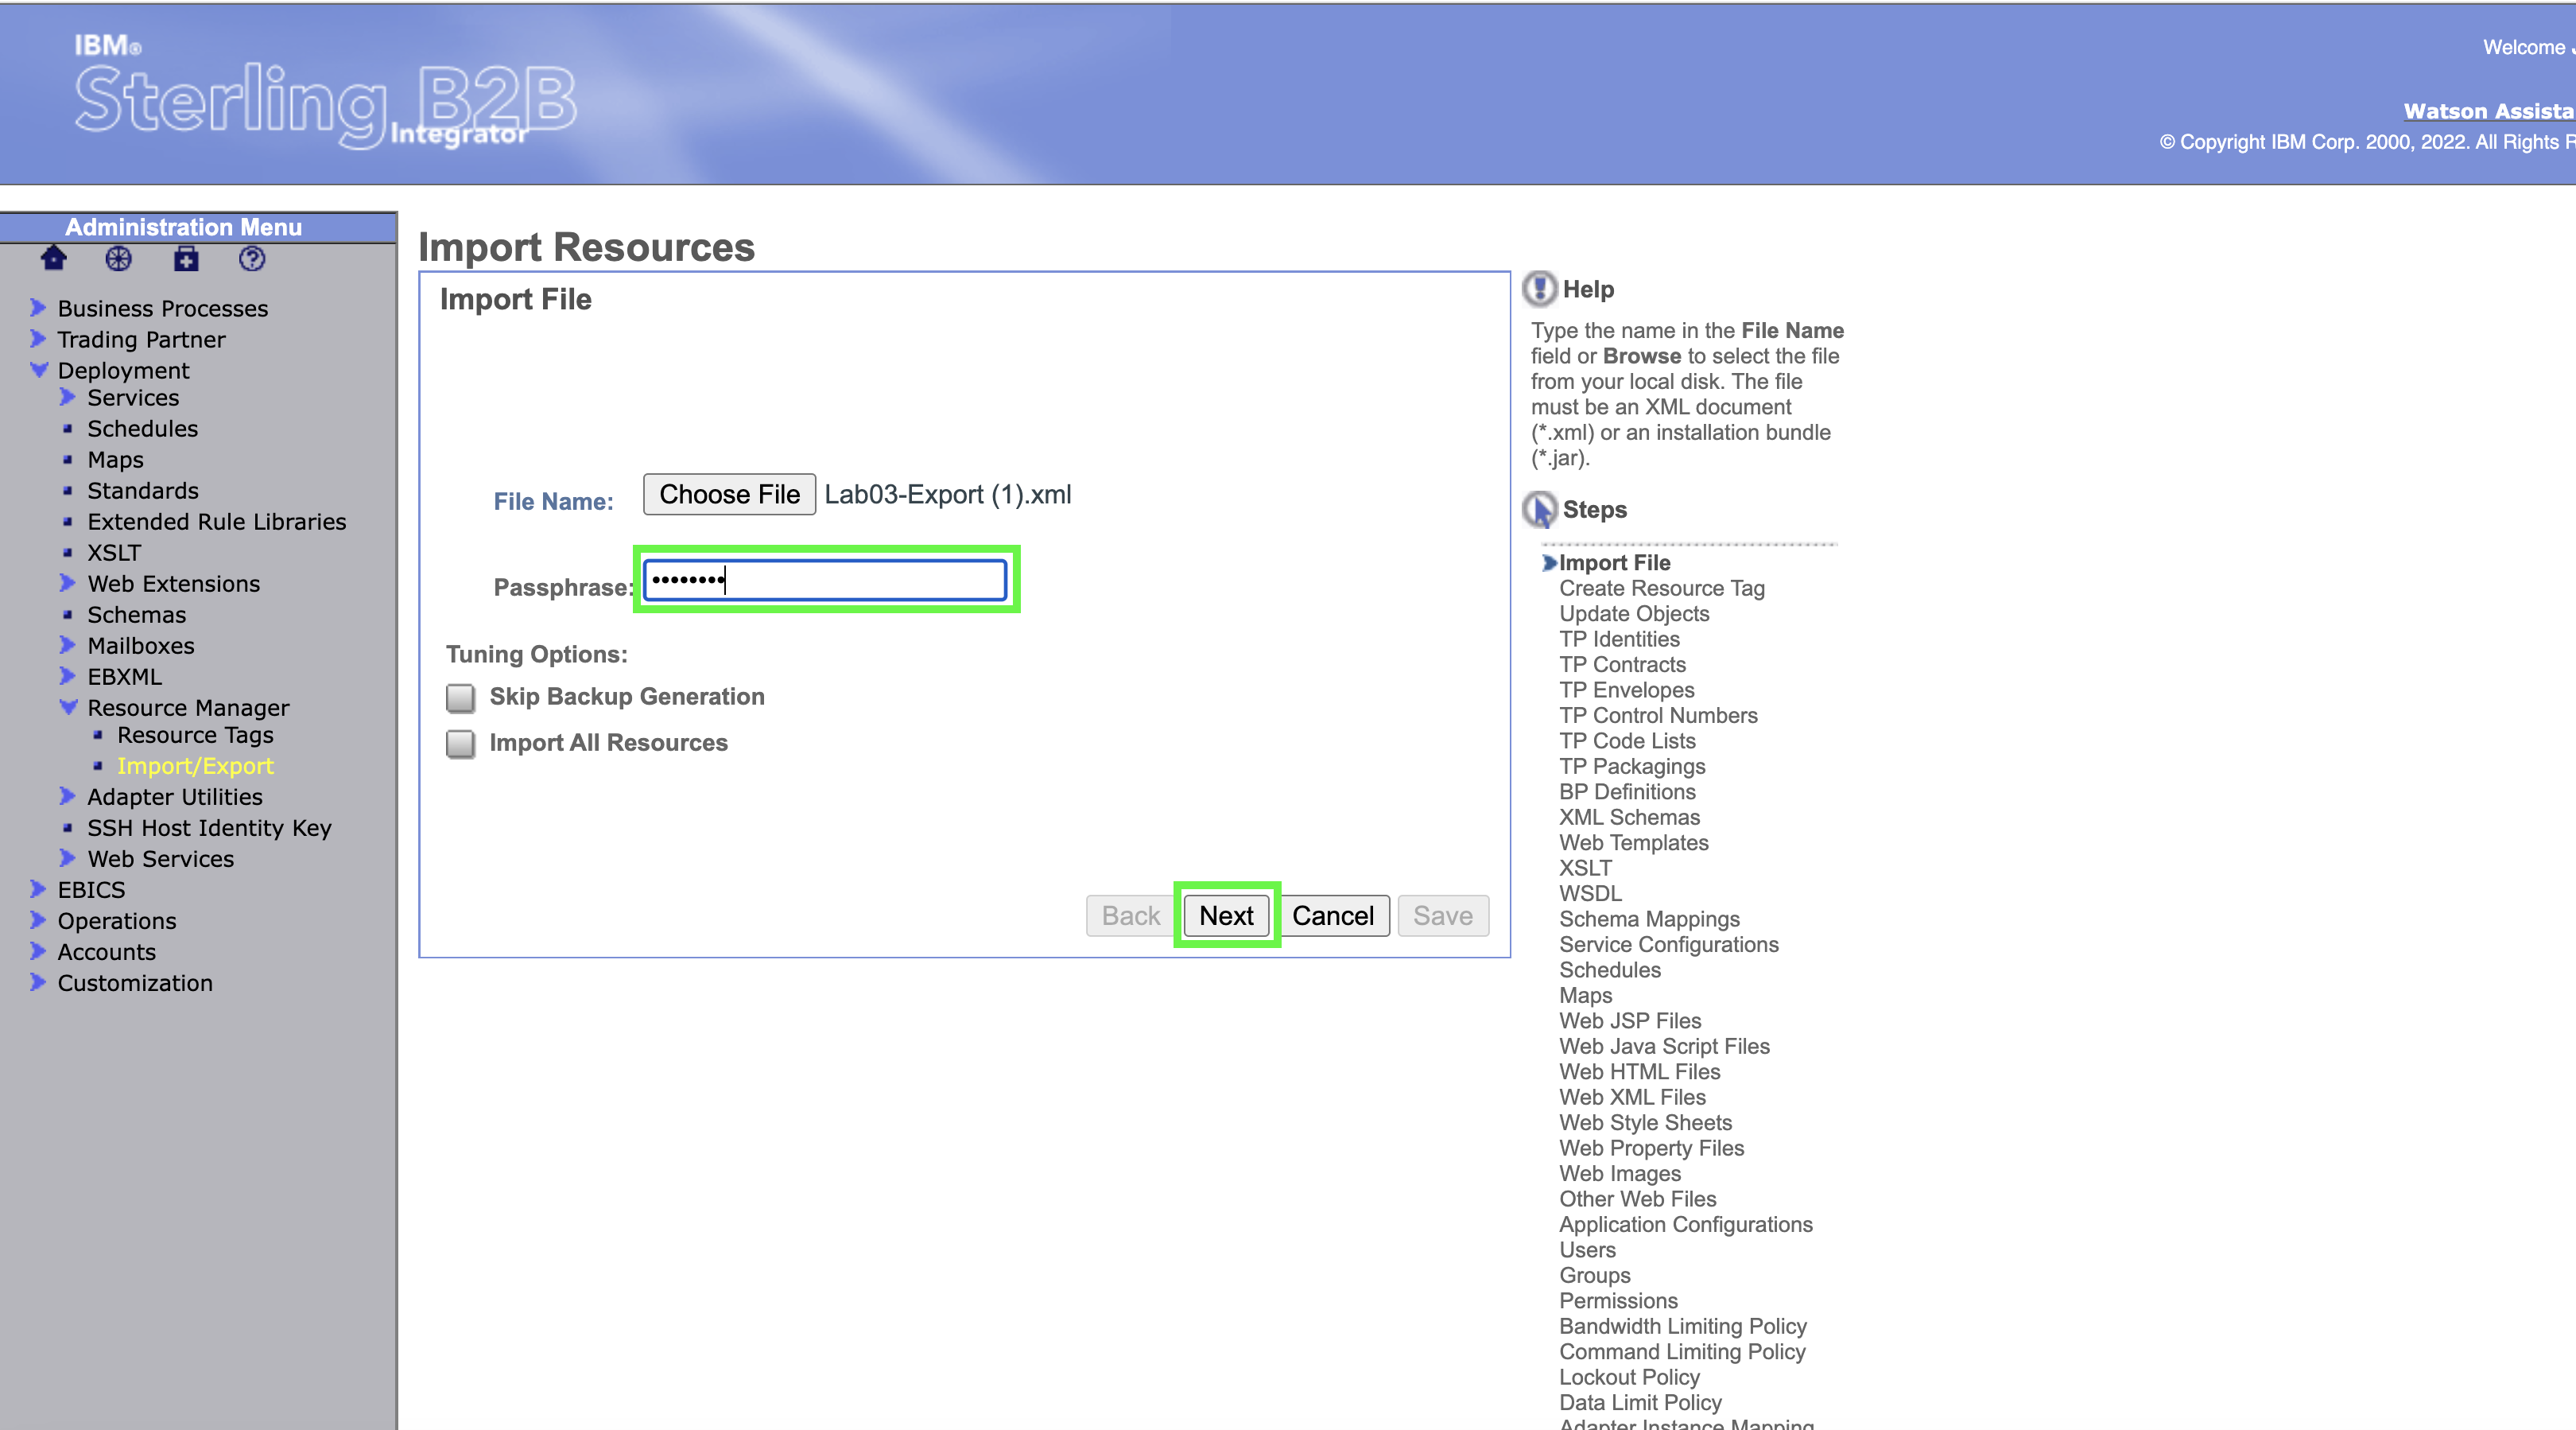 IBM®
Sterling B2B
Integrator
Welcome
Watson Assista
© Copyright IBM Corp. 2000, 2022. All Rights R
Administration Menu
Business Processes
Trading Partner
Deployment
Services
Schedules
Maps
Standards
Extended Rule Libraries
XSLT
Web Extensions
Schemas
Mailboxes
EBXML
Resource Manager
Resource Tags
Import/Export
Adapter Utilities
SSH Host Identity Key
Web Services
EBICS
Operations
Accounts
Customization
Import Resources
Import File
File Name: Choose File Lab03-Export (1).xml
Passphrase: ••••••••
Tuning Options:
Skip Backup Generation
Import All Resources
Back Next Cancel Save
Help
Type the name in the File Name
field or Browse to select the file
from your local disk. The file
must be an XML document
(*.xml) or an installation bundle
(*.jar).
Steps
Import File
Create Resource Tag
Update Objects
TP Identities
TP Contracts
TP Envelopes
TP Control Numbers
TP Code Lists
TP Packagings
BP Definitions
XML Schemas
Web Templates
XSLT
WSDL
Schema Mappings
Service Configurations
Schedules
Maps
Web JSP Files
Web Java Script Files
Web HTML Files
Web XML Files
Web Style Sheets
Web Property Files
Web Images
Other Web Files
Application Configurations
Users
Groups
Permissions
Bandwidth Limiting Policy
Command Limiting Policy
Lockout Policy
Data Limit Policy
Adapter Instance Mapping